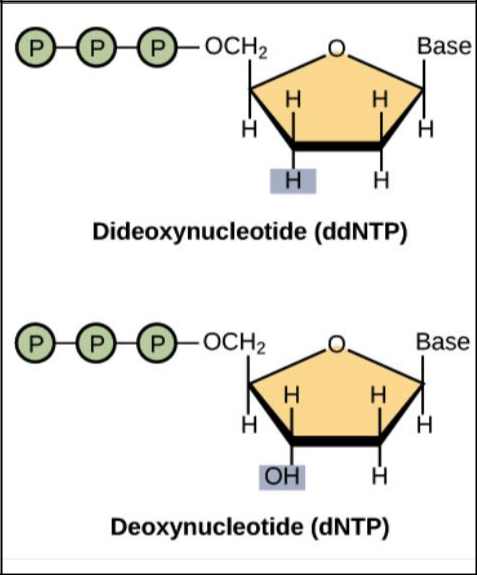 P P P OCH₂ O Base
H H
H H
H H
Dideoxynucleotide (ddNTP)
P P P OCH₂ O Base
H H
H H
OH H
Deoxynucleotide (dNTP)